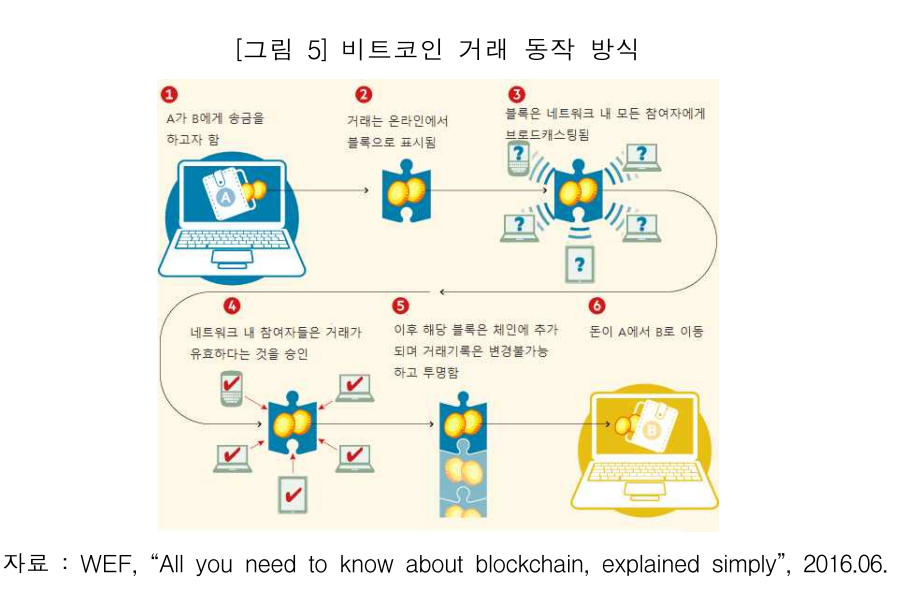 [그림 5] 비트코인 거래 동작 방식
1
A가 B에게 송금을
하고자 함
A
2
거래는 온라인에서
블록으로 표시됨
3
블록은 네트워크 내 모든 참여자에게
브로드캐스팅됨
?
?
?
?
?
4
네트워크 내 참여자들은 거래가
유효하다는 것을 승인
5
이후 해당 블록은 체인에 추가
되며 거래기록은 변경불가능
하고 투명함
6
돈이 A에서 B로 이동
B
자료 : WEF, “All you need to know about blockchain, explained simply”, 2016.06.